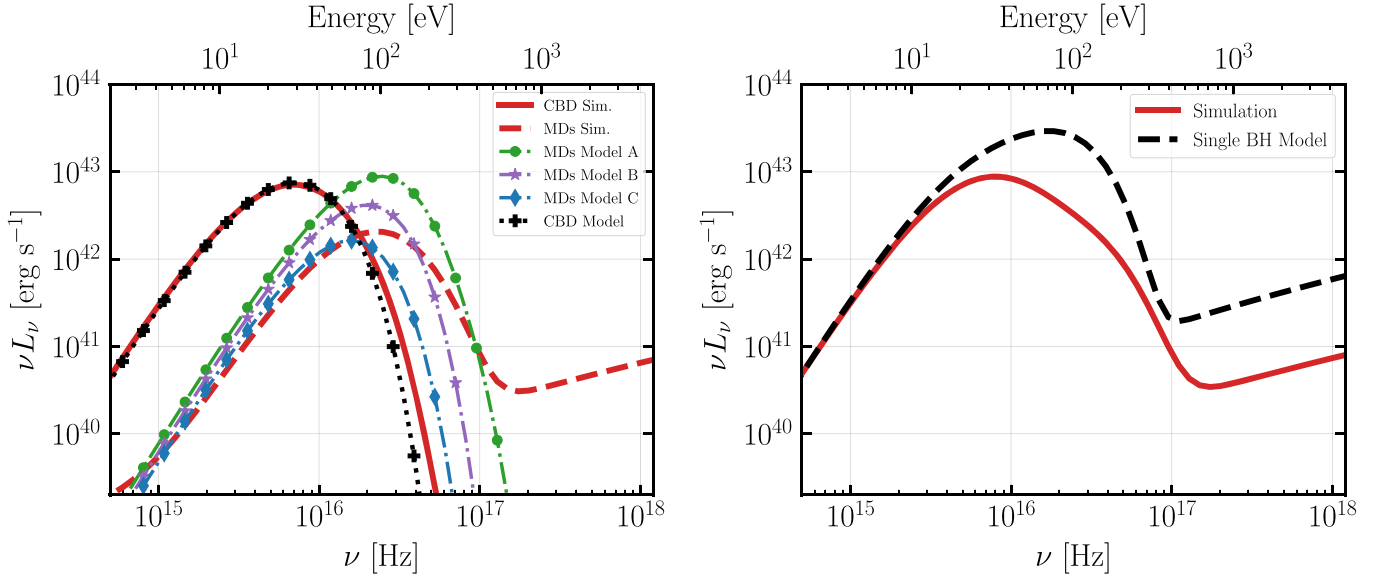 Energy [eV]
10^1 10^2 10^3
10^44
10^43
10^42
10^41
10^40
νL_ν [erg s^−1]
CBD Sim.
MDs Sim.
MDs Model A
MDs Model B
MDs Model C
CBD Model
10^15 10^16 10^17 10^18
ν [Hz]
Energy [eV]
10^1 10^2 10^3
10^44
10^43
10^42
10^41
10^40
νL_ν [erg s^−1]
Simulation
Single BH Model
10^15 10^16 10^17 10^18
ν [Hz]